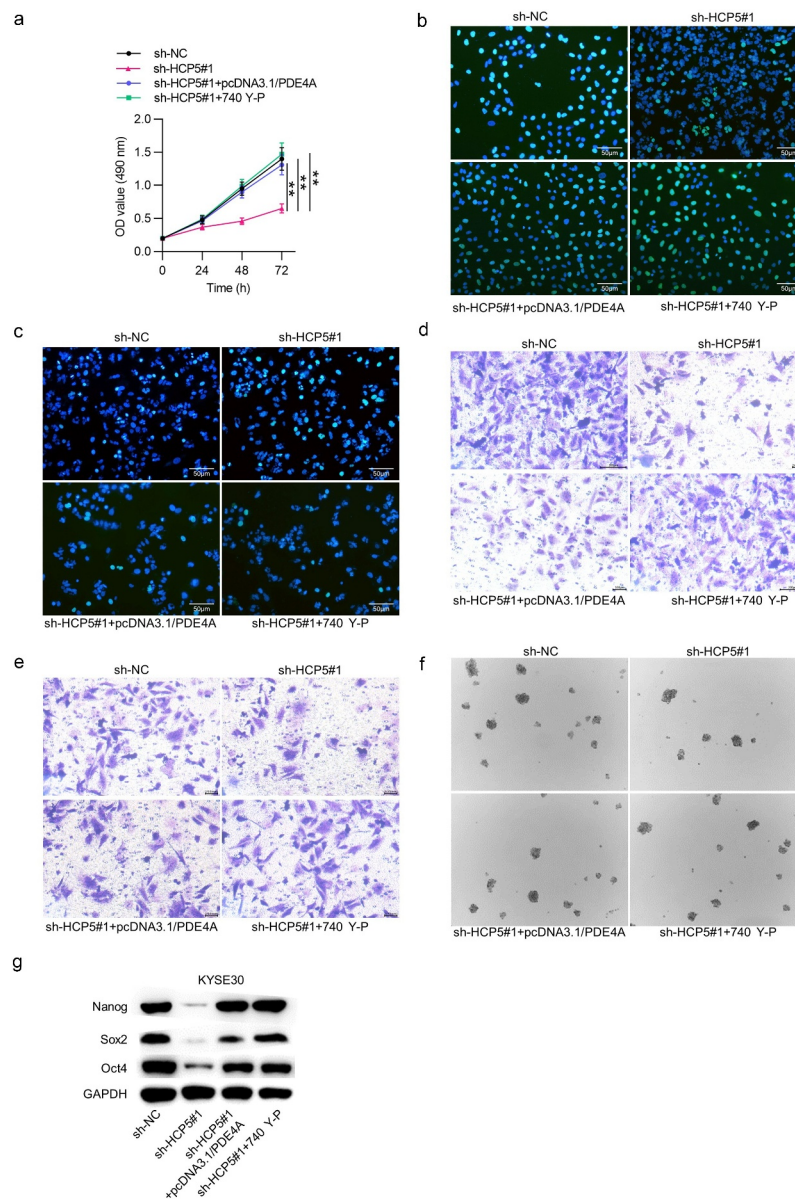 a
sh-NC
sh-HCP5#1
sh-HCP5#1+pcDNA3.1/PDE4A
sh-HCP5#1+740 Y-P
OD value (490 nm)
2.0
1.5
1.0
0.5
0.0
0 24 48 72
Time (h)
** ** **
b
sh-NC sh-HCP5#1
50μm 50μm
50μm 50μm
sh-HCP5#1+pcDNA3.1/PDE4A sh-HCP5#1+740 Y-P
c
sh-NC sh-HCP5#1
50μm 50μm
50μm 50μm
sh-HCP5#1+pcDNA3.1/PDE4A sh-HCP5#1+740 Y-P
d
sh-NC sh-HCP5#1
sh-HCP5#1+pcDNA3.1/PDE4A sh-HCP5#1+740 Y-P
e
sh-NC sh-HCP5#1
sh-HCP5#1+pcDNA3.1/PDE4A sh-HCP5#1+740 Y-P
f
sh-NC sh-HCP5#1
sh-HCP5#1+pcDNA3.1/PDE4A sh-HCP5#1+740 Y-P
g
KYSE30
Nanog
Sox2
Oct4
GAPDH
sh-NC
sh-HCP5#1
sh-HCP5#1
+pcDNA3.1/PDE4A
sh-HCP5#1+740 Y-P